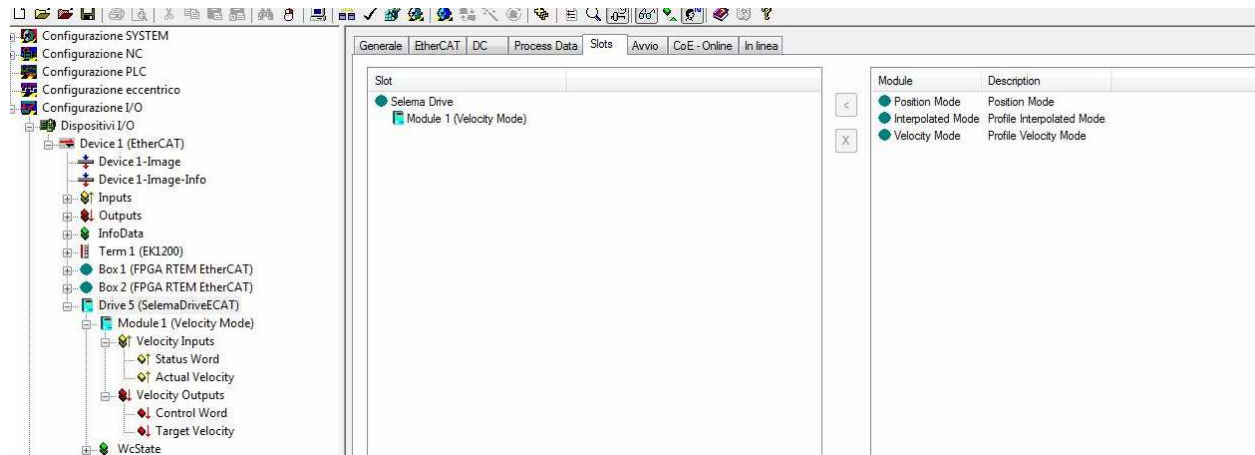 Configurazione SYSTEM
Configurazione NC
Configurazione PLC
Configurazione eccentrico
Configurazione I/O
Dispositivi I/O
Device 1 (EtherCAT)
Device 1-Image
Device 1-Image-Info
Inputs
Outputs
InfoData
Term 1 (EK1200)
Box 1 (FPGA RTEM EtherCAT)
Box 2 (FPGA RTEM EtherCAT)
Drive 5 (SelemaDriveECAT)
Module 1 (Velocity Mode)
Velocity Inputs
Status Word
Actual Velocity
Velocity Outputs
Control Word
Target Velocity
WcState
Generale EtherCAT DC Process Data Slots Avvio CoE - Online In linea
Slot
Selema Drive
Module 1 (Velocity Mode)
<
X
Module Description
Position Mode Position Mode
Interpolated Mode Profile Interpolated Mode
Velocity Mode Profile Velocity Mode